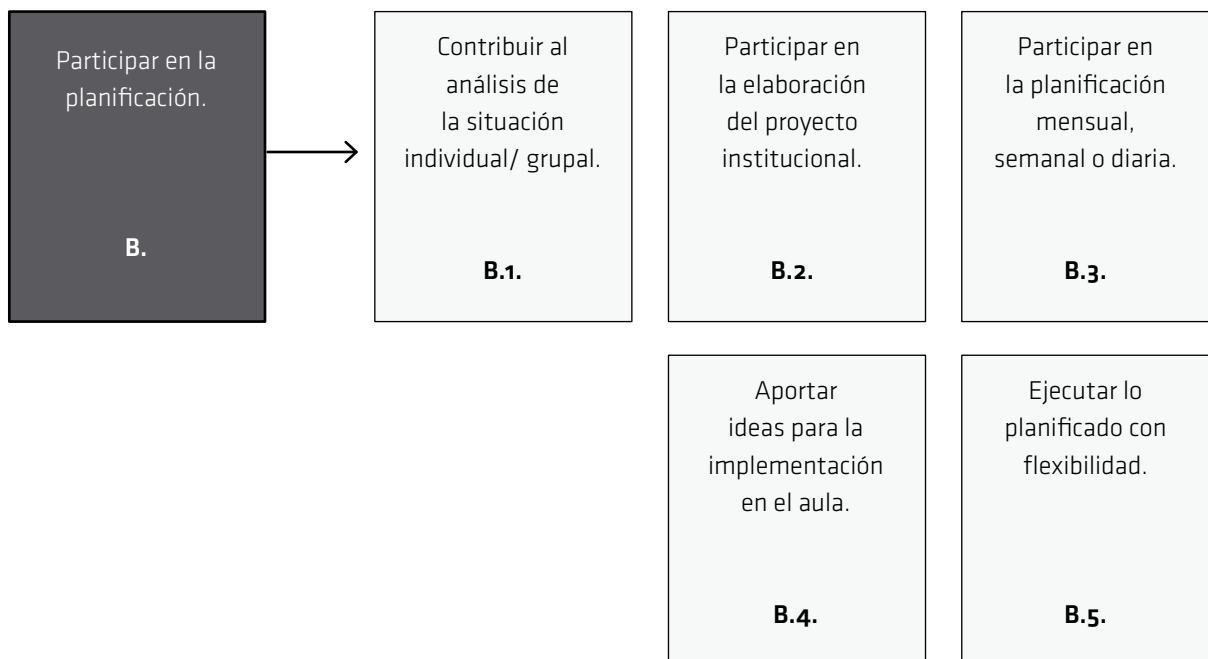 Participar en la
planificación.
B.
Contribuir al
análisis de
la situación
individual/ grupal.
B.1.
Participar en
la elaboración
del proyecto
institucional.
B.2.
Participar en
la planificación
mensual,
semanal o diaria.
B.3.
Aportar
ideas para la
implementación
en el aula.
B.4.
Ejecutar lo
planificado con
flexibilidad.
B.5.